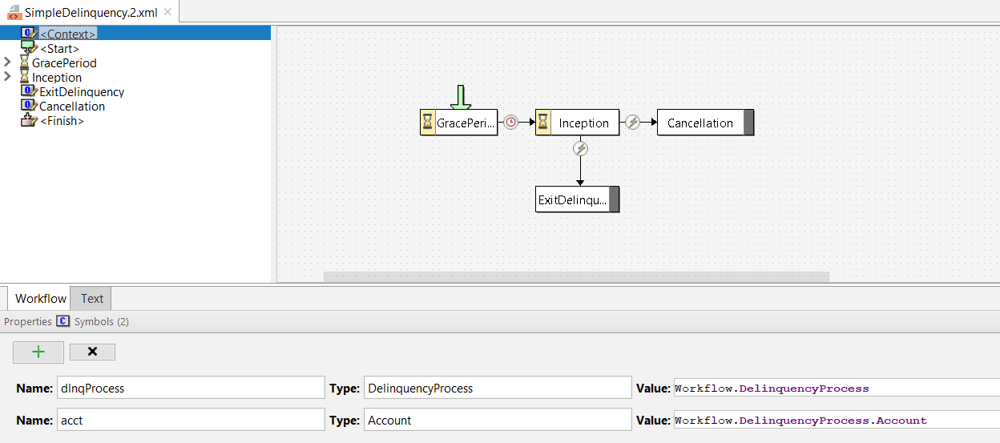 SimpleDelinquency.2.xml
<Context>
<Start>
GracePeriod
Inception
ExitDelinquency
Cancellation
<Finish>
GracePeri...
Inception
Cancellation
ExitDelinqu...
Workflow Text
Properties C Symbols (2)
Name: dlnqProcess Type: DelinquencyProcess Value: Workflow.DelinquencyProcess
Name: acct Type: Account Value: Workflow.DelinquencyProcess.Account